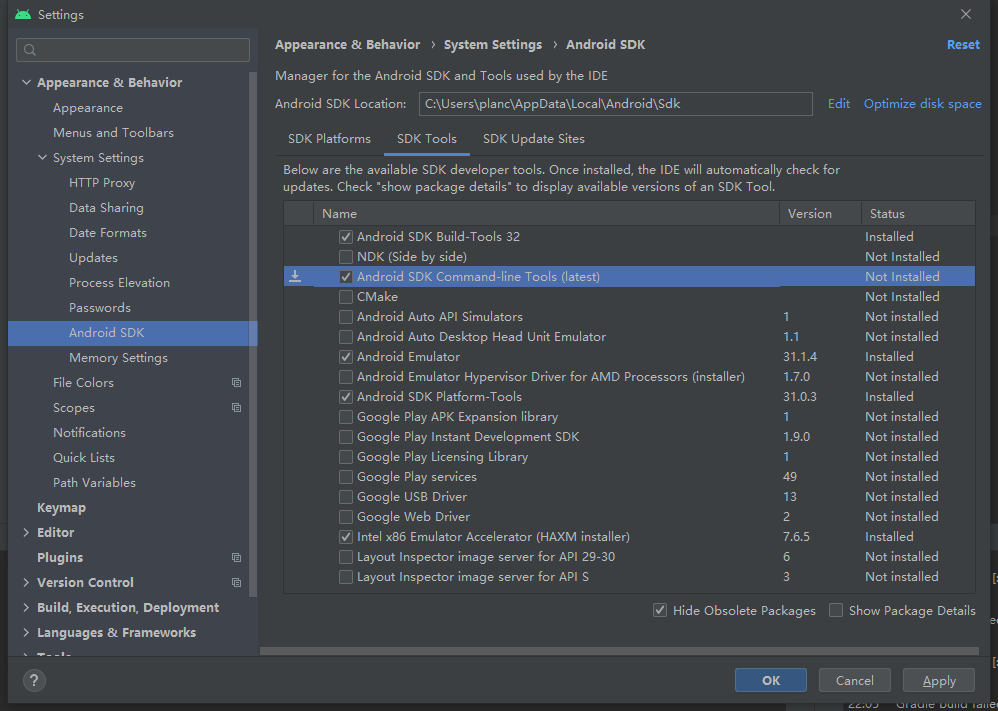 Settings
Appearance & Behavior › System Settings › Android SDK
Reset
Manager for the Android SDK and Tools used by the IDE
Android SDK Location: C:\Users\planc\AppData\Local\Android\Sdk Edit Optimize disk space
SDK Platforms SDK Tools SDK Update Sites
Below are the available SDK developer tools. Once installed, the IDE will automatically check for
updates. Check "show package details" to display available versions of an SDK Tool.
Name Version Status
Android SDK Build-Tools 32 Installed
NDK (Side by side) Not Installed
Android SDK Command-line Tools (latest) Not Installed
CMake Not Installed
Android Auto API Simulators 1 Not installed
Android Auto Desktop Head Unit Emulator 1.1 Not installed
Android Emulator 31.1.4 Installed
Android Emulator Hypervisor Driver for AMD Processors (installer) 1.7.0 Not installed
Android SDK Platform-Tools 31.0.3 Installed
Google Play APK Expansion library 1 Not installed
Google Play Instant Development SDK 1.9.0 Not installed
Google Play Licensing Library 1 Not installed
Google Play services 49 Not installed
Google USB Driver 13 Not installed
Google Web Driver 2 Not installed
Intel x86 Emulator Accelerator (HAXM installer) 7.6.5 Installed
Layout Inspector image server for API 29-30 6 Not installed
Layout Inspector image server for API S 3 Not installed
Hide Obsolete Packages Show Package Details
Appearance & Behavior
Appearance
Menus and Toolbars
System Settings
HTTP Proxy
Data Sharing
Date Formats
Updates
Process Elevation
Passwords
Android SDK
Memory Settings
File Colors
Scopes
Notifications
Quick Lists
Path Variables
Keymap
Editor
Plugins
Version Control
Build, Execution, Deployment
Languages & Frameworks
Tools
?
OK Cancel Apply
22:05 Gradle build failed